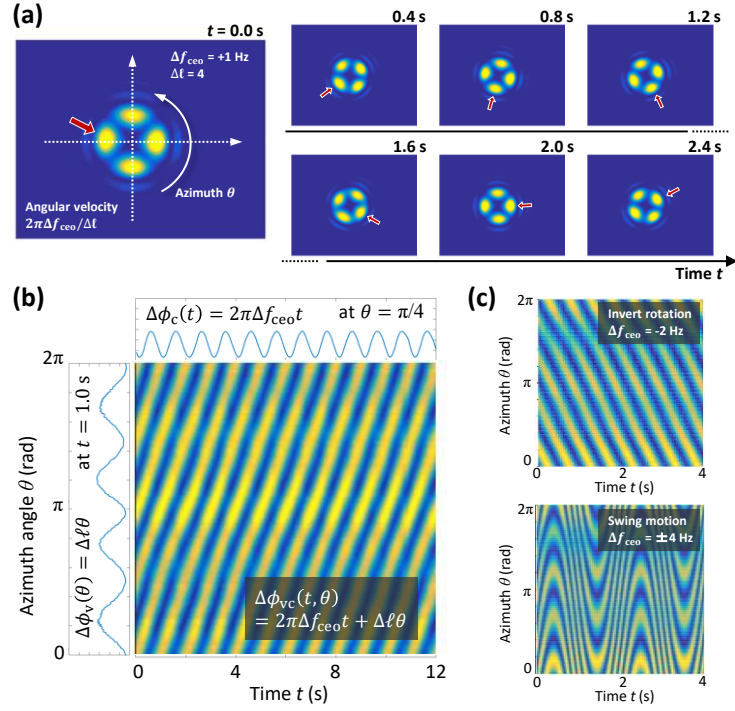 (a)
t = 0.0 s
Δf_ceo = +1 Hz
Δℓ = 4
Azimuth θ
Angular velocity
2πΔf_ceo/Δℓ
0.4 s
0.8 s
1.2 s
1.6 s
2.0 s
2.4 s
Time t
(b)
Δϕ_c(t) = 2πΔf_ceo t at θ = π/4
2π
π
0
Azimuth angle θ (rad)
Δϕ_v(θ) = Δℓθ
at t = 1.0 s
Δϕ_vc(t, θ)
= 2πΔf_ceo t + Δℓθ
0 2 4 6 8 10 12
Time t (s)
(c)
2π
π
0
Azimuth θ (rad)
Invert rotation
Δf_ceo = -2 Hz
0 2 4
Time t (s)
2π
π
0
Azimuth θ (rad)
Swing motion
Δf_ceo = ±4 Hz
0 2 4
Time t (s)